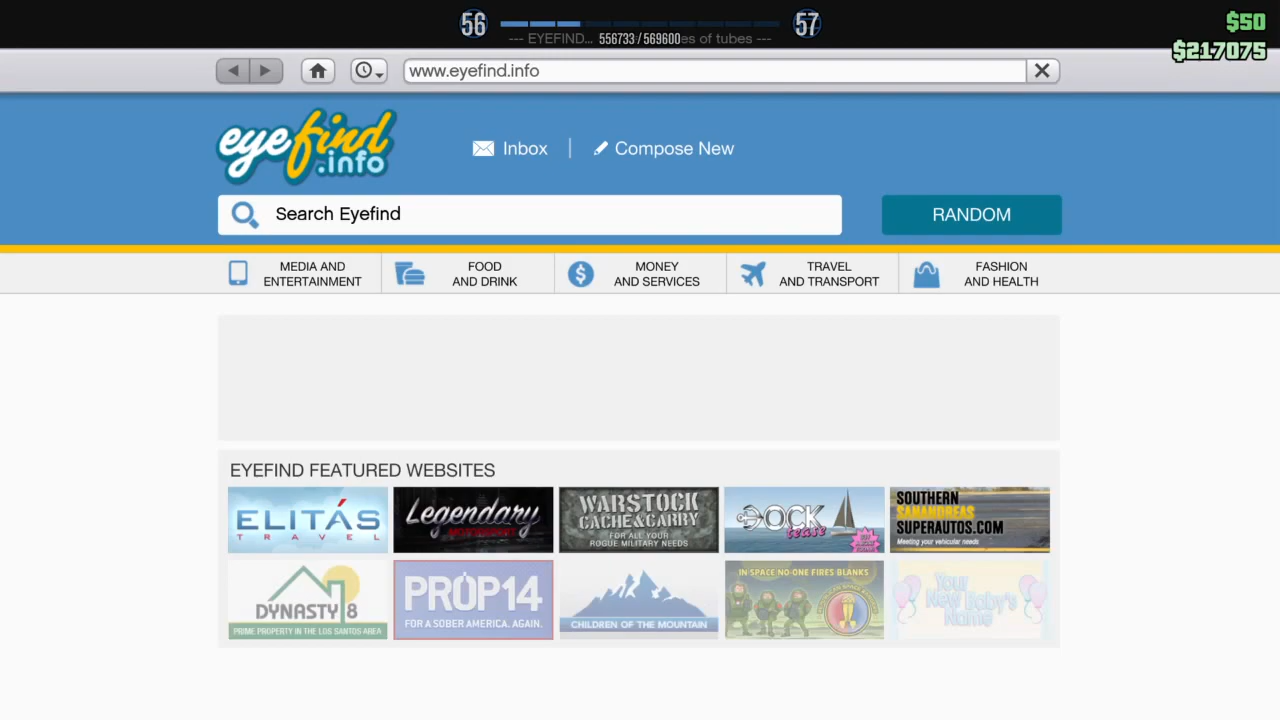 56
57
$50
--- EYEFIND... 556733/569600es of tubes ---
$217075
www.eyefind.info
eyefind
.info
Inbox
Compose New
Search Eyefind
RANDOM
MEDIA AND
ENTERTAINMENT
FOOD
AND DRINK
MONEY
AND SERVICES
TRAVEL
AND TRANSPORT
FASHION
AND HEALTH
EYEFIND FEATURED WEBSITES
ELITÁS
TRAVEL
Legendary
MOTORSPORT
WARSTOCK
CACHE&CARRY
FOR ALL YOUR
ROGUE MILITARY NEEDS
DOCK
tease
SOUTHERN
SANANDREAS
SUPERAUTOS.COM
Meeting your vehicular needs
DYNASTY 8
PRIME PROPERTY IN THE LOS SANTOS AREA
PROP14
FOR A SOBER AMERICA. AGAIN.
CHILDREN OF THE MOUNTAIN
IN SPACE NO-ONE FIRES BLANKS
Your
New Baby's
Name